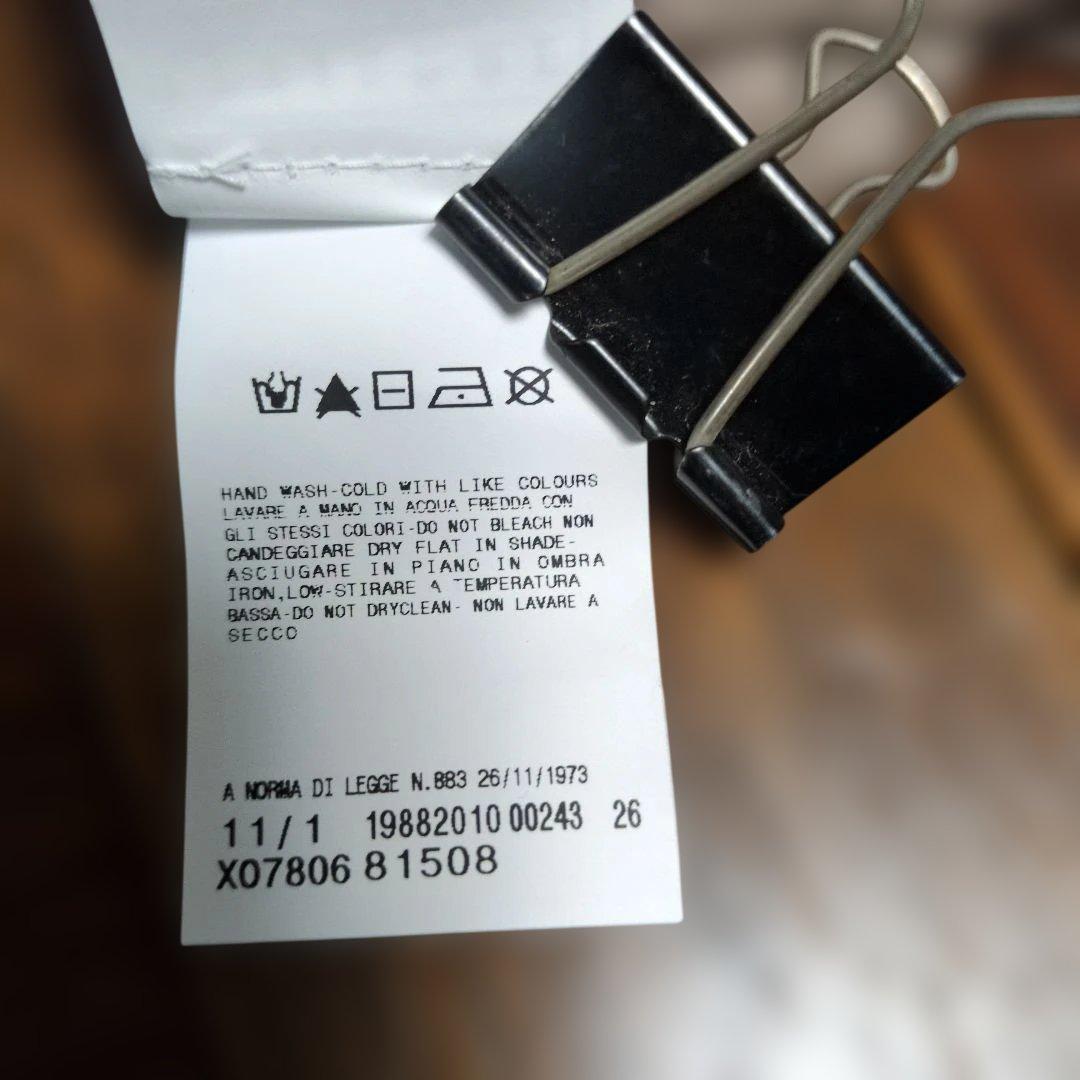 HAND WASH-COLD WITH LIKE COLOURS
LAVARE A MANO IN ACQUA FREDDA CON
GLI STESSI COLORI-DO NOT BLEACH NON
CANDEGGIARE DRY FLAT IN SHADE-
ASCIUGARE IN PIANO IN OMBRA
IRON,LOW-STIRARE A TEMPERATURA
BASSA-DO NOT DRYCLEAN- NON LAVARE A
SECCO
A NORMA DI LEGGE N.883 26/11/1973
11/1 19882010 00243 26
X07806 81508